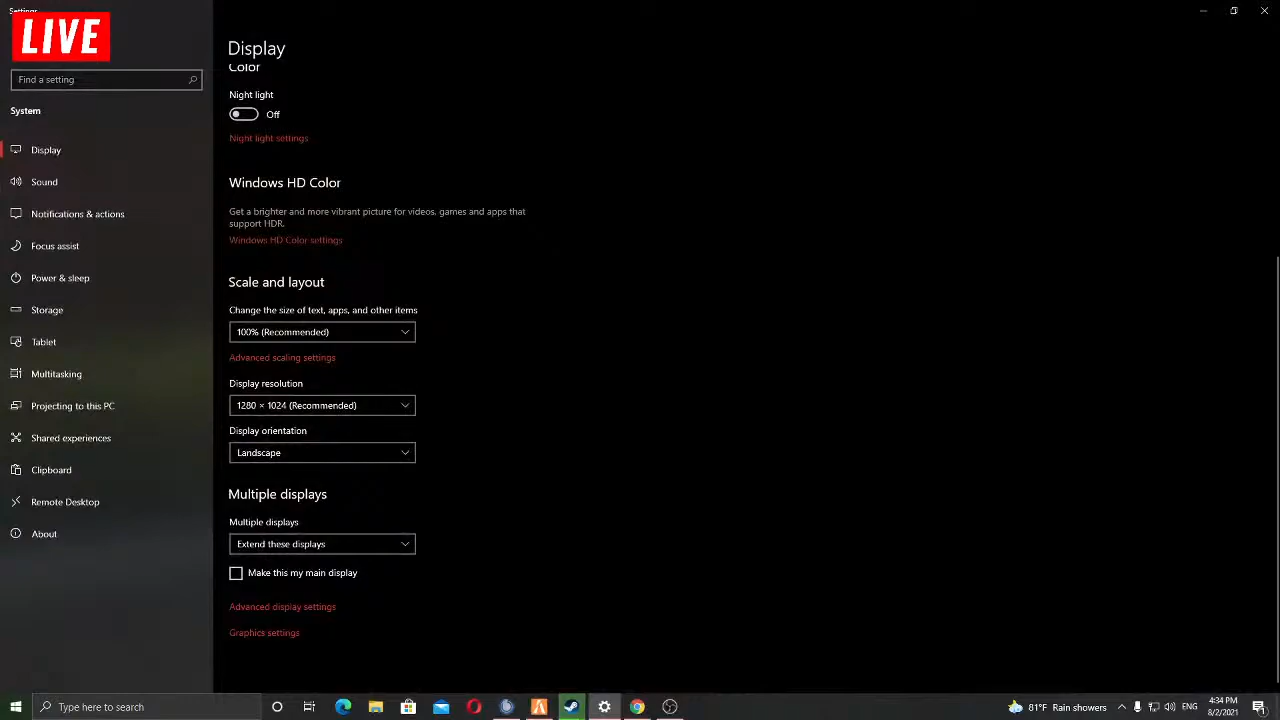 Settings
LIVE
Find a setting
System
Display
Sound
Notifications & actions
Focus assist
Power & sleep
Storage
Tablet
Multitasking
Projecting to this PC
Shared experiences
Clipboard
Remote Desktop
About
Display
Color
Night light
Off
Night light settings
Windows HD Color
Get a brighter and more vibrant picture for videos, games and apps that
support HDR.
Windows HD Color settings
Scale and layout
Change the size of text, apps, and other items
100% (Recommended)
Advanced scaling settings
Display resolution
1280 × 1024 (Recommended)
Display orientation
Landscape
Multiple displays
Multiple displays
Extend these displays
Make this my main display
Advanced display settings
Graphics settings
Type here to search
81°F Rain showers
ENG
4:34 PM
8/2/2021